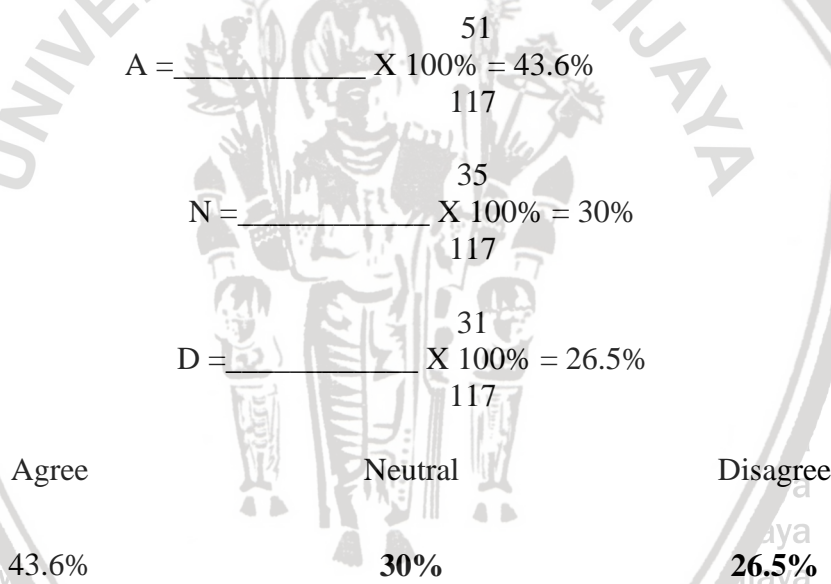 51
A =____________ X 100% = 43.6%
117
35
N =____________ X 100% = 30%
117
31
D =____________ X 100% = 26.5%
117
Agree Neutral Disagree
43.6% 30% 26.5%